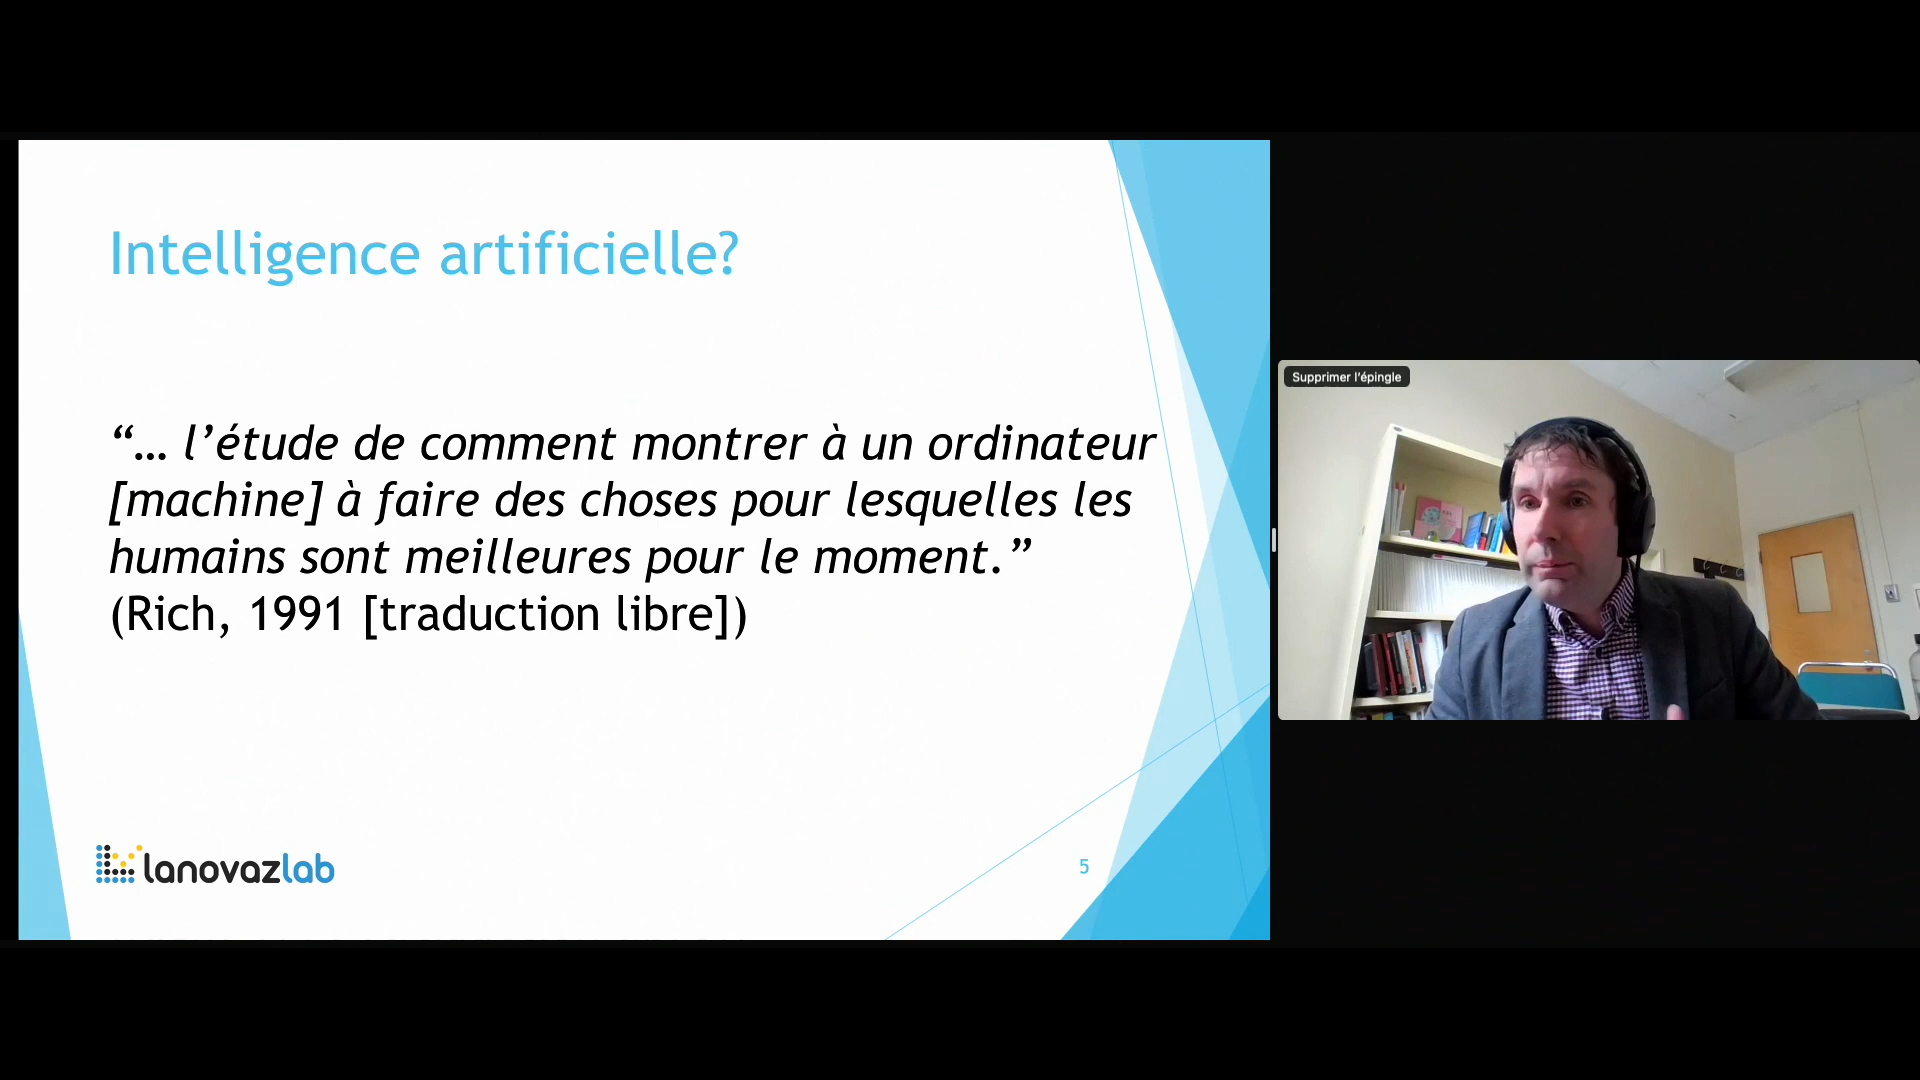 Intelligence artificielle?
“… l’étude de comment montrer à un ordinateur
[machine] à faire des choses pour lesquelles les
humains sont meilleures pour le moment.”
(Rich, 1991 [traduction libre])
lanovazlab
5
Supprimer l'épingle